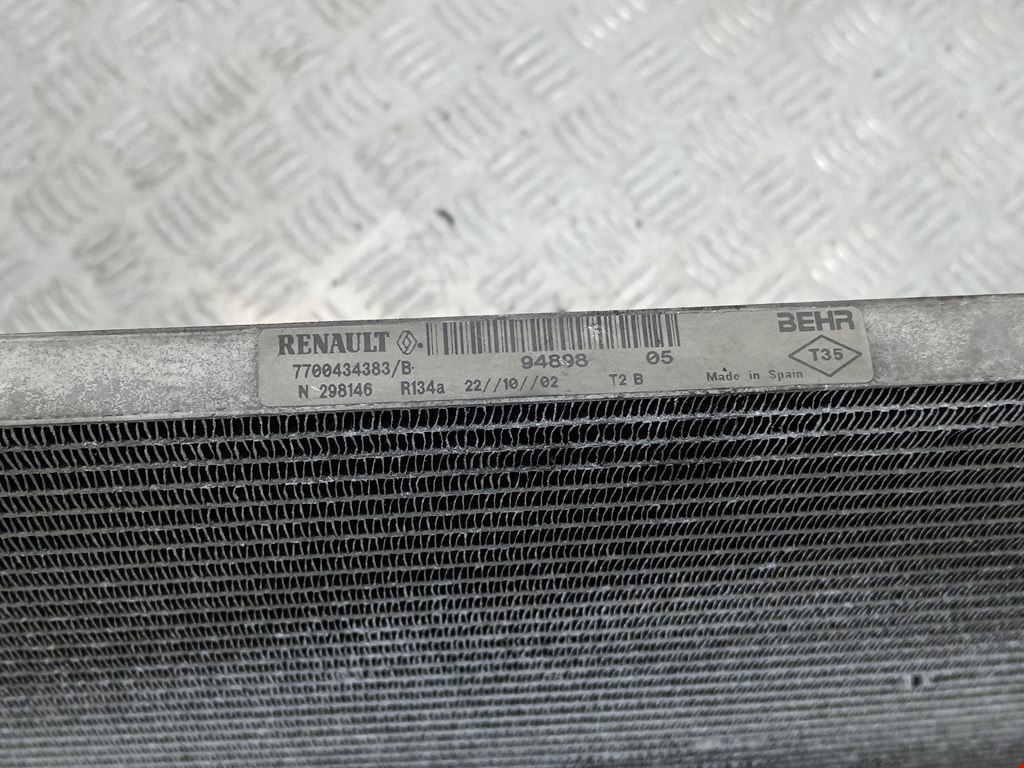 RENAULT
94898 05
7700434383/B
N 298146 R134a 22//10//02 T2 B
BEHR
T35
Made in Spain